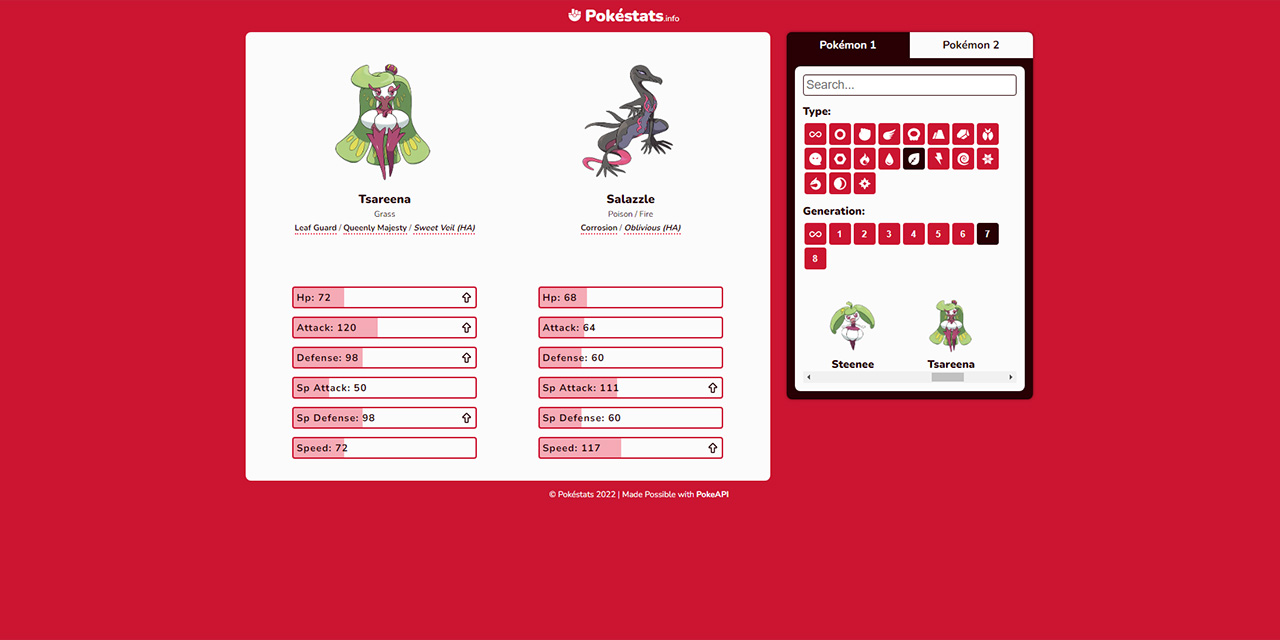 Pokéstats.info
Tsareena
Grass
Leaf Guard / Queenly Majesty / Sweet Veil (HA)
Hp: 72
Attack: 120
Defense: 98
Sp Attack: 50
Sp Defense: 98
Speed: 72
Salazzle
Poison / Fire
Corrosion / Oblivious (HA)
Hp: 68
Attack: 64
Defense: 60
Sp Attack: 111
Sp Defense: 60
Speed: 117
Pokémon 1
Pokémon 2
Search...
Type:
Generation:
1 2 3 4 5 6 7
8
Steenee
Tsareena
© Pokéstats 2022 | Made Possible with PokeAPI